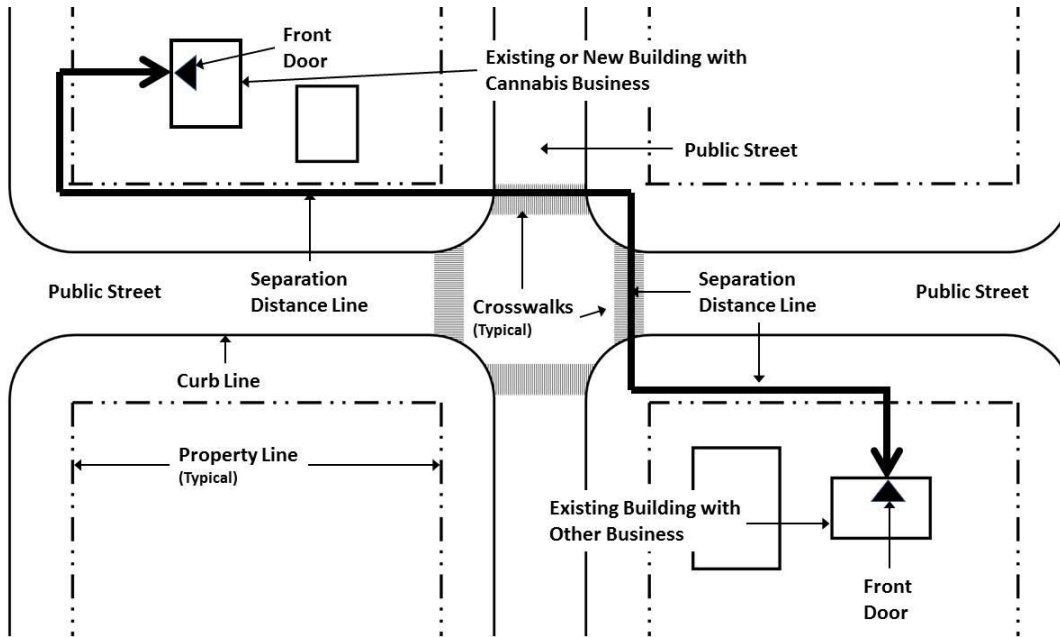 Front
Door
Existing or New Building with
Cannabis Business
Public Street
Separation
Distance Line
Public Street
Crosswalks
(Typical)
Separation
Distance Line
Public Street
Curb Line
Property Line
(Typical)
Existing Building with
Other Business
Front
Door